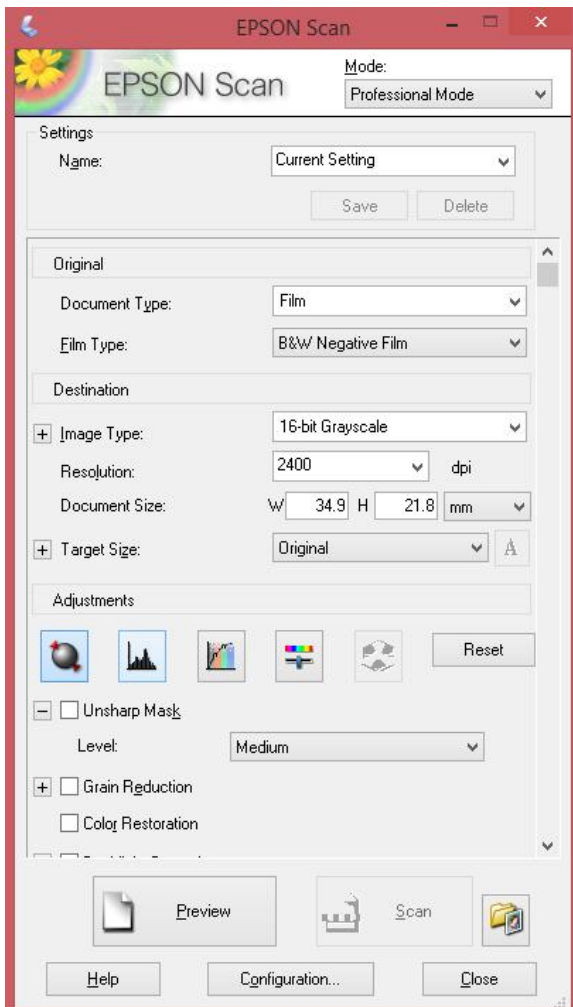 EPSON Scan
EPSON Scan
Mode:
Professional Mode
Settings
Name: Current Setting
Save Delete
Original
Document Type: Film
Film Type: B&W Negative Film
Destination
Image Type: 16-bit Grayscale
Resolution: 2400 dpi
Document Size: W 34.9 H 21.8 mm
Target Size: Original A
Adjustments
Reset
Unsharp Mask
Level: Medium
Grain Reduction
Color Restoration
Preview Scan
Help Configuration... Close